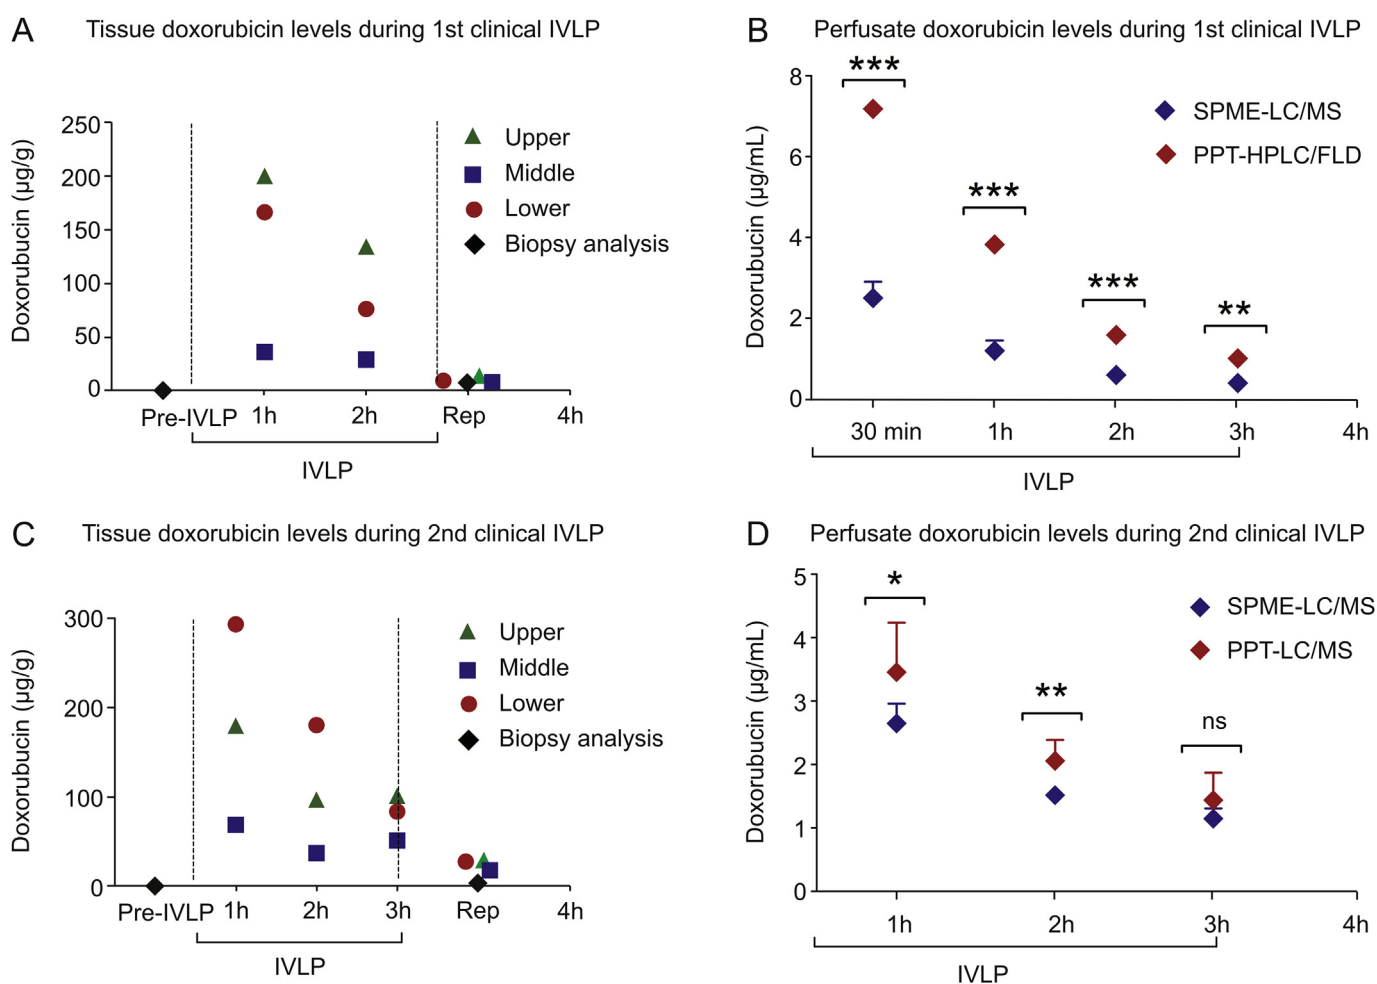 A
Tissue doxorubicin levels during 1st clinical IVLP
Doxorubucin (µg/g)
250
200
150
100
50
0
Upper
Middle
Lower
Biopsy analysis
Pre-IVLP 1h 2h Rep 4h
IVLP
B
Perfusate doxorubicin levels during 1st clinical IVLP
Doxorubucin (µg/mL)
8
6
4
2
0
***
***
***
**
SPME-LC/MS
PPT-HPLC/FLD
30 min 1h 2h 3h 4h
IVLP
C
Tissue doxorubicin levels during 2nd clinical IVLP
Doxorubucin (µg/g)
300
200
100
0
Upper
Middle
Lower
Biopsy analysis
Pre-IVLP 1h 2h 3h Rep 4h
IVLP
D
Perfusate doxorubicin levels during 2nd clinical IVLP
Doxorubucin (µg/mL)
5
4
3
2
1
0
*
**
ns
SPME-LC/MS
PPT-LC/MS
1h 2h 3h 4h
IVLP